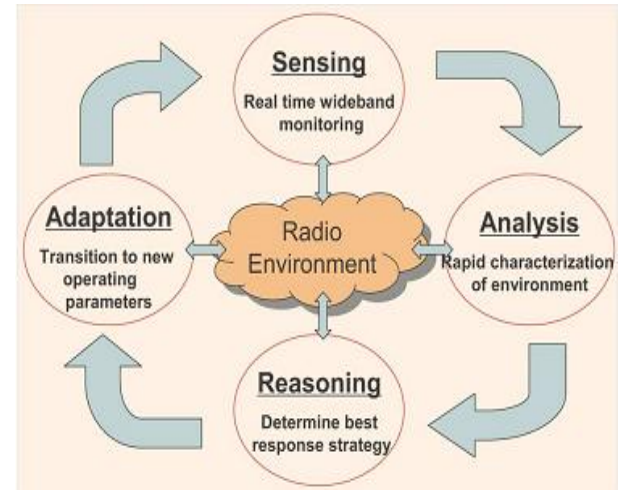 Sensing
Real time wideband
monitoring
Adaptation
Transition to new
operating
parameters
Radio
Environment
Analysis
Rapid characterization
of environment
Reasoning
Determine best
response strategy